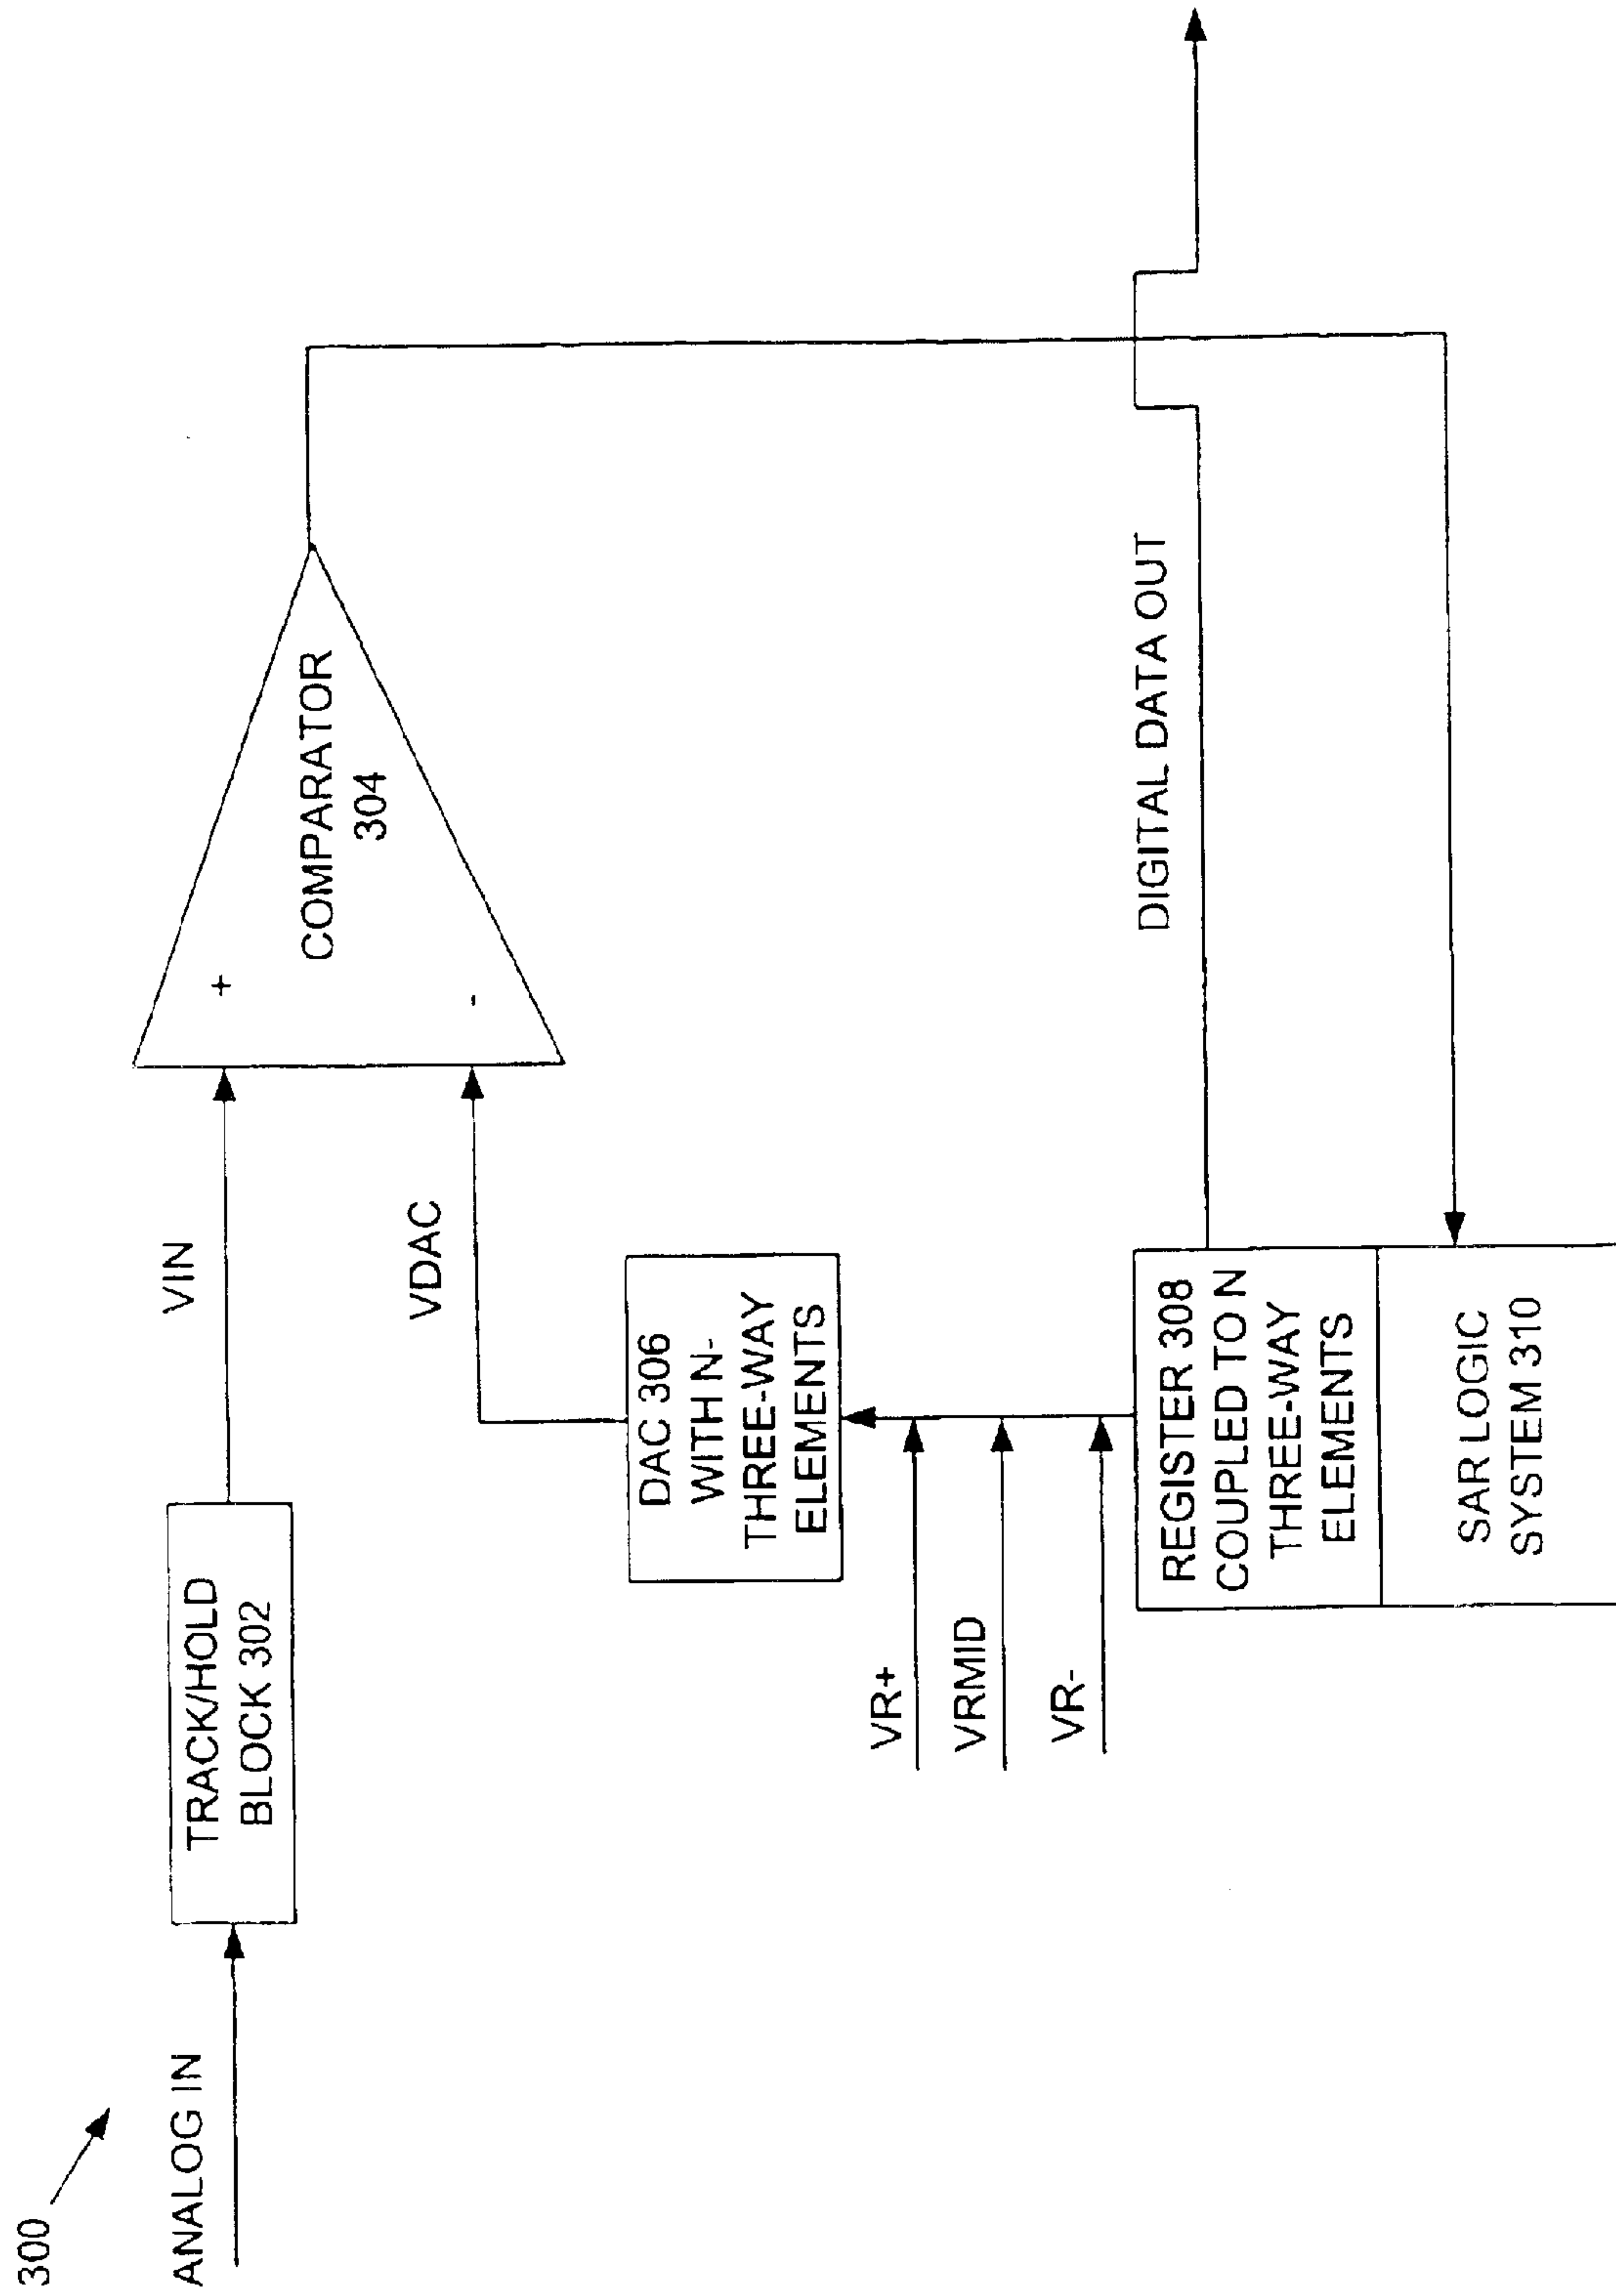 300
ANALOG IN
TRACK/HOLD
BLOCK 302
VIN
+
-
COMPARATOR
304
VDAC
DAC 306
WITH N-
THREE-WAY
ELEMENTS
VR+
VRMID
VR-
REGISTER 308
COUPLED TO N
THREE-WAY
ELEMENTS
SAR LOGIC
SYSTEM 310
DIGITAL DATA OUT